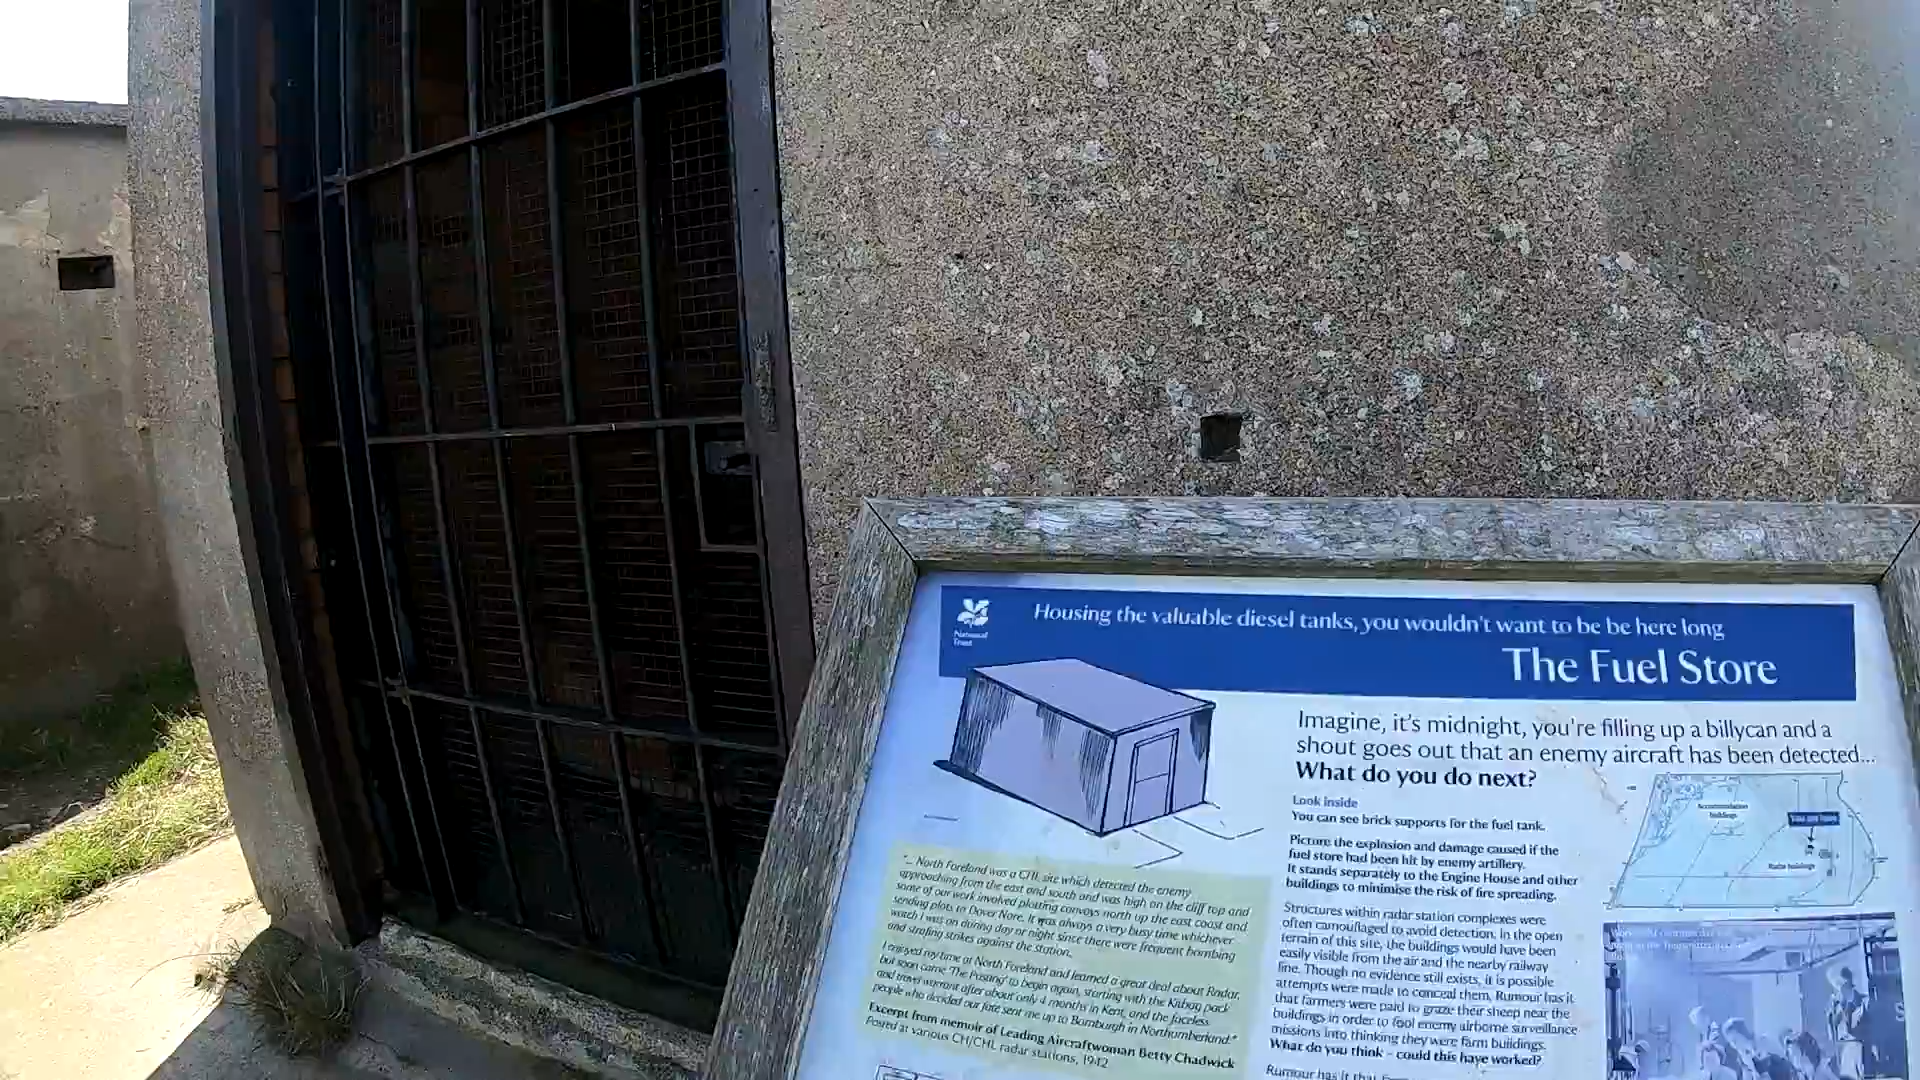 National
Trust
Housing the valuable diesel tanks, you wouldn't want to be be here long
The Fuel Store
Imagine, it's midnight, you're filling up a billycan and a
shout goes out that an enemy aircraft has been detected...
What do you do next?
Look inside
You can see brick supports for the fuel tank.
Picture the explosion and damage caused if the
fuel store had been hit by enemy artillery.
It stands separately to the Engine House and other
buildings to minimise the risk of fire spreading.
Structures within radar station complexes were
often camouflaged to avoid detection. In the open
terrain of this site, the buildings would have been
easily visible from the air and the nearby railway
line. Though no evidence still exists, it is possible
attempts were made to conceal them. Rumour has it
that farmers were paid to graze their sheep near the
buildings in order to fool enemy airborne surveillance
missions into thinking they were farm buildings.
What do you think – could this have worked?
Rumour has it that
Accommodation
buildings
You are here
Radar buildings
"... North Foreland was a CHL site which detected the enemy
approaching from the east and south and was high on the cliff top and
some of our work involved plotting convoys north up the east coast and
sending plots to Dover Nore. It was always a very busy time whichever
watch I was on during day or night since there were frequent bombing
and strafing strikes against the Station.
I enjoyed my time at North Foreland and learned a great deal about Radar,
but soon came 'The Posting' to begin again, starting with the Kitbag pack
and travel warrant after about only 4 months in Kent, and the faceless
people who decided our fate sent me up to Bamburgh in Northumberland."
Excerpt from memoir of Leading Aircraftwoman Betty Chadwick
Posted at various CH/CHL radar stations, 1942